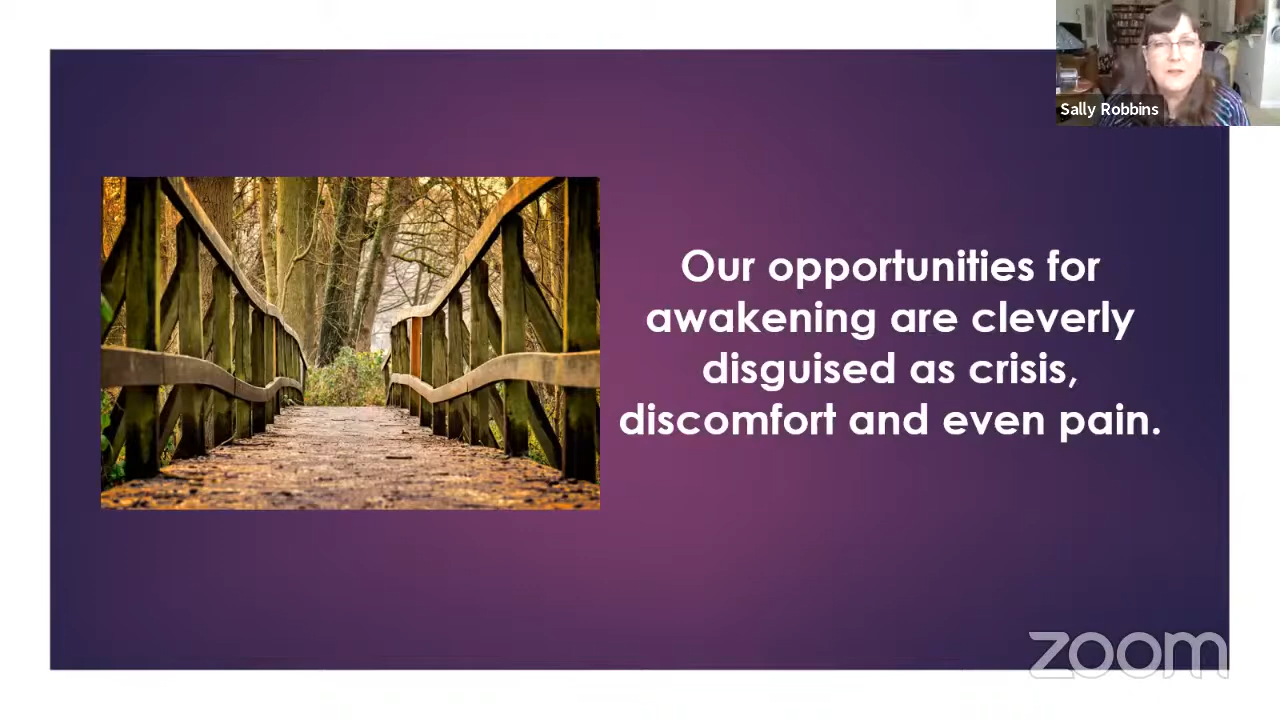 Sally Robbins
Our opportunities for
awakening are cleverly
disguised as crisis,
discomfort and even pain.
zoom